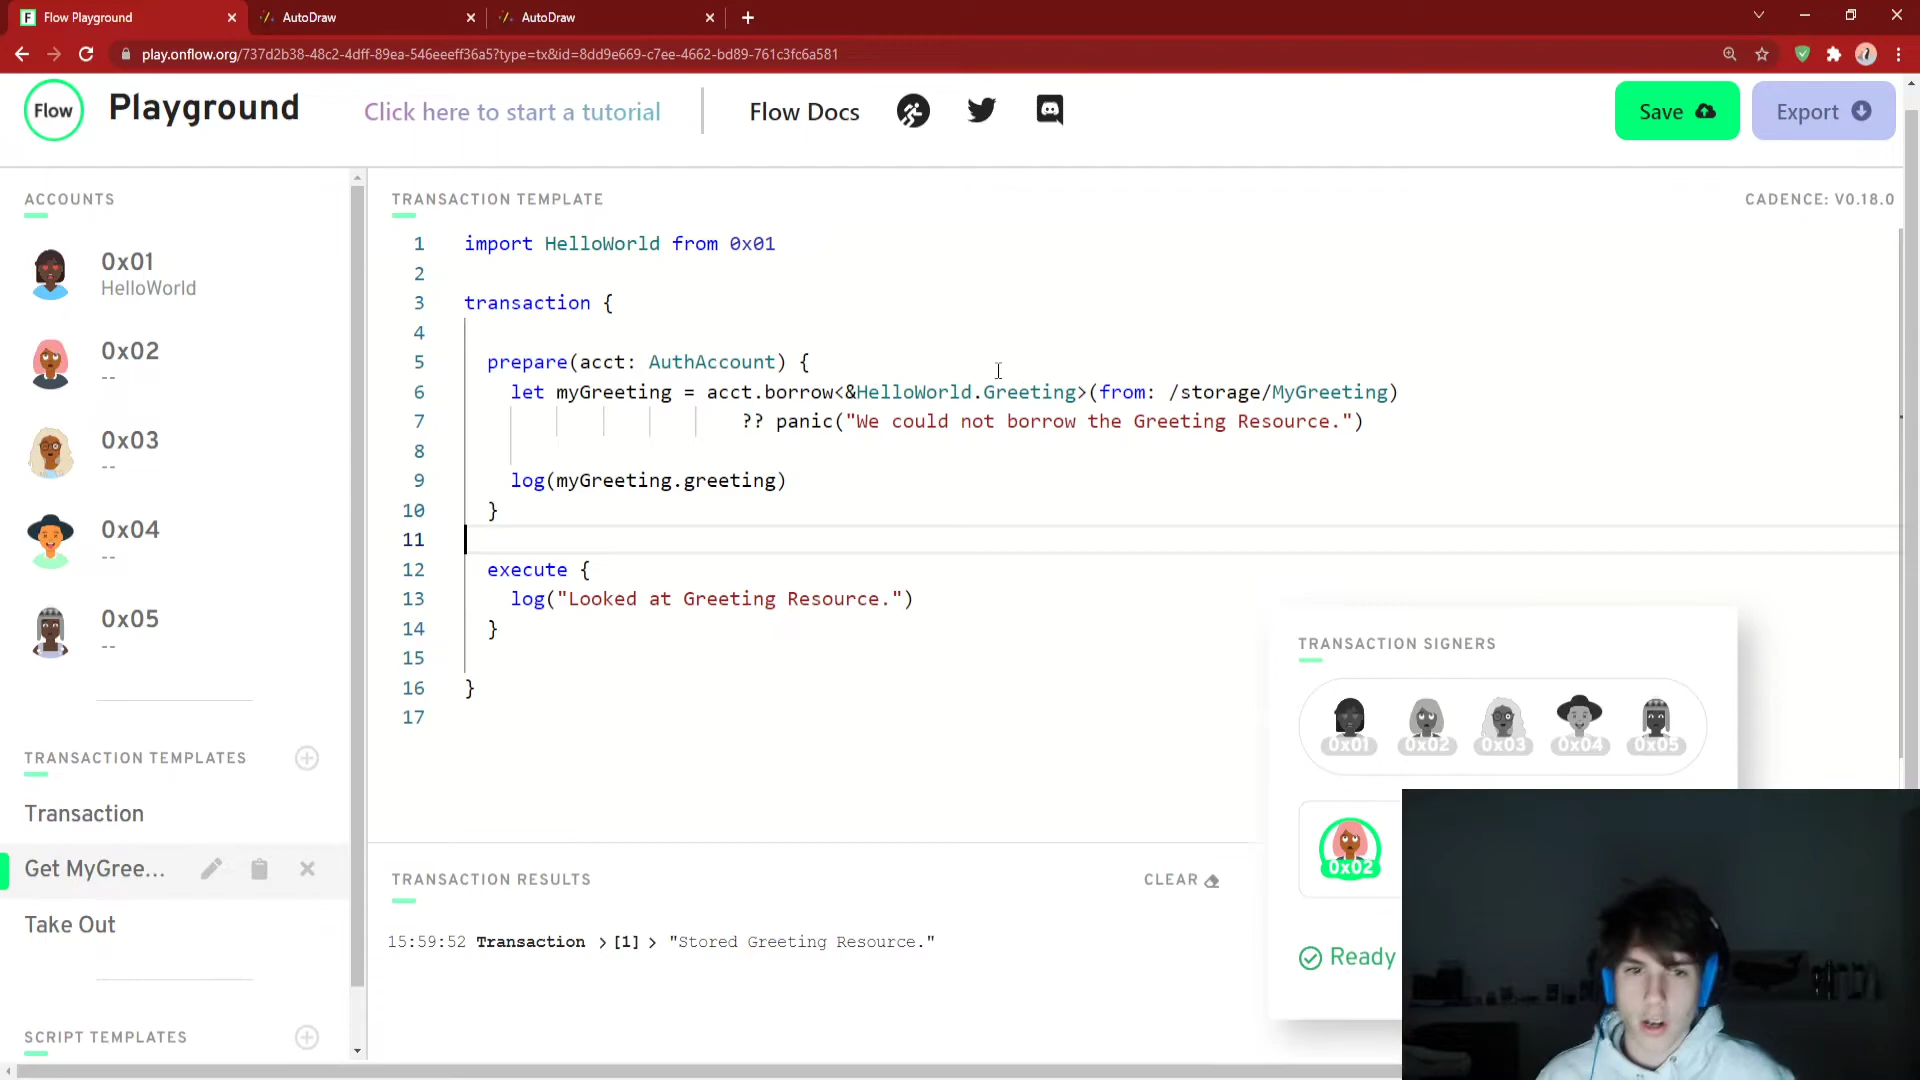 Flow Playground
AutoDraw
AutoDraw
play.onflow.org/737d2b38-48c2-4dff-89ea-546eeeff36a5?type=tx&id=8dd9e669-c7ee-4662-bd89-761c3fc6a581
Flow
Playground
Click here to start a tutorial
Flow Docs
Save
Export
ACCOUNTS
0x01
HelloWorld
0x02
--
0x03
--
0x04
--
0x05
--
TRANSACTION TEMPLATES
Transaction
Get MyGree...
Take Out
SCRIPT TEMPLATES
TRANSACTION TEMPLATE
CADENCE: V0.18.0
1 import HelloWorld from 0x01
2
3 transaction {
4
5 prepare(acct: AuthAccount) {
6 let myGreeting = acct.borrow<&HelloWorld.Greeting>(from: /storage/MyGreeting)
7 ?? panic("We could not borrow the Greeting Resource.")
8
9 log(myGreeting.greeting)
10 }
11
12 execute {
13 log("Looked at Greeting Resource.")
14 }
15
16 }
17
TRANSACTION SIGNERS
0x01 0x02 0x03 0x04 0x05
0x02
Ready
TRANSACTION RESULTS
CLEAR
15:59:52 Transaction > [1] > "Stored Greeting Resource."